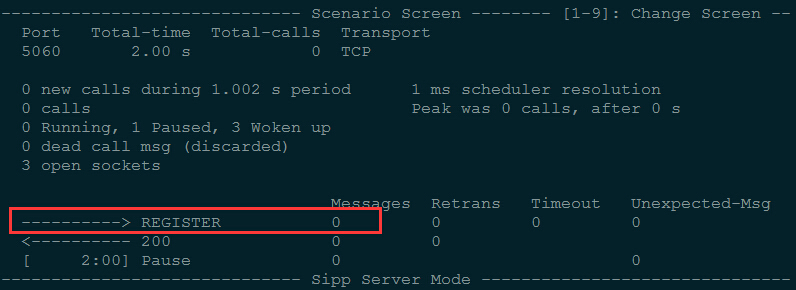 ------------------------------ Scenario Screen -------- [1-9]: Change Screen --
Port   Total-time  Total-calls  Transport
5060       2.00 s            0  TCP
0 new calls during 1.002 s period      1 ms scheduler resolution
0 calls                                Peak was 0 calls, after 0 s
0 Running, 1 Paused, 3 Woken up
0 dead call msg (discarded)
3 open sockets
Messages  Retrans   Timeout   Unexpected-Msg
----------> REGISTER           0         0         0         0
<---------- 200                0         0
[     2:00] Pause              0                             0
------------------------------ Sipp Server Mode -------------------------------